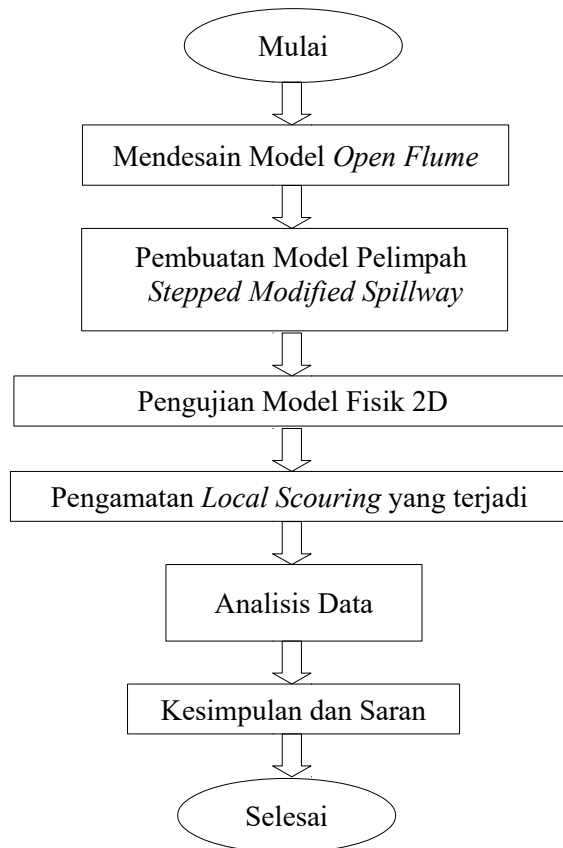 Mulai
Mendesain Model Open Flume
Pembuatan Model Pelimpah
Stepped Modified Spillway
Pengujian Model Fisik 2D
Pengamatan Local Scouring yang terjadi
Analisis Data
Kesimpulan dan Saran
Selesai